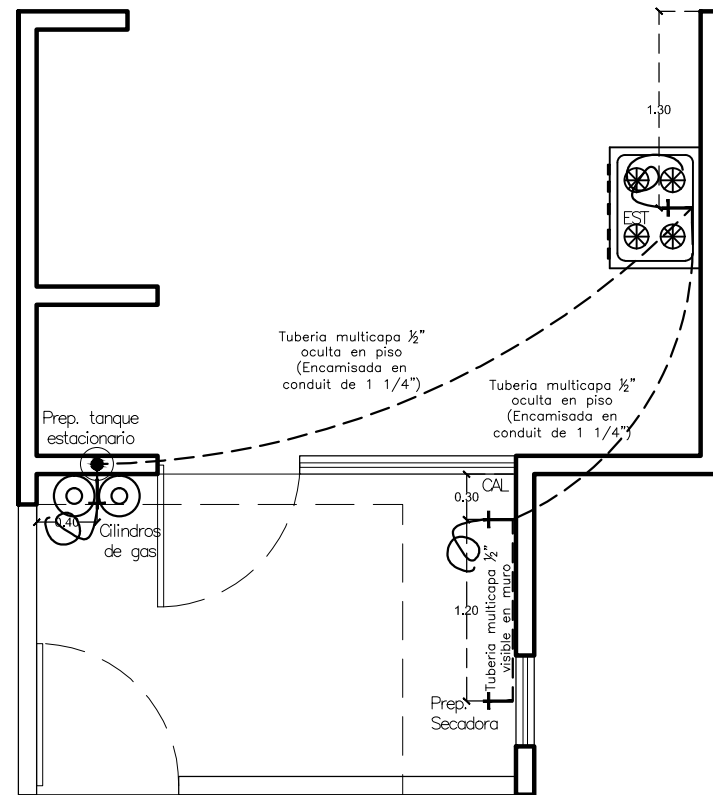 1.30
EST
Tuberia multicapa ½"
oculta en piso
(Encamisada en
conduit de 1 1/4")
Tuberia multicapa ½"
oculta en piso
(Encamisada en
conduit de 1 1/4")
Prep. tanque
estacionario
CAL
0.30
0.40
Cilindros
de gas
Tuberia multicapa ½"
visible en muro
1.20
Prep.
Secadora